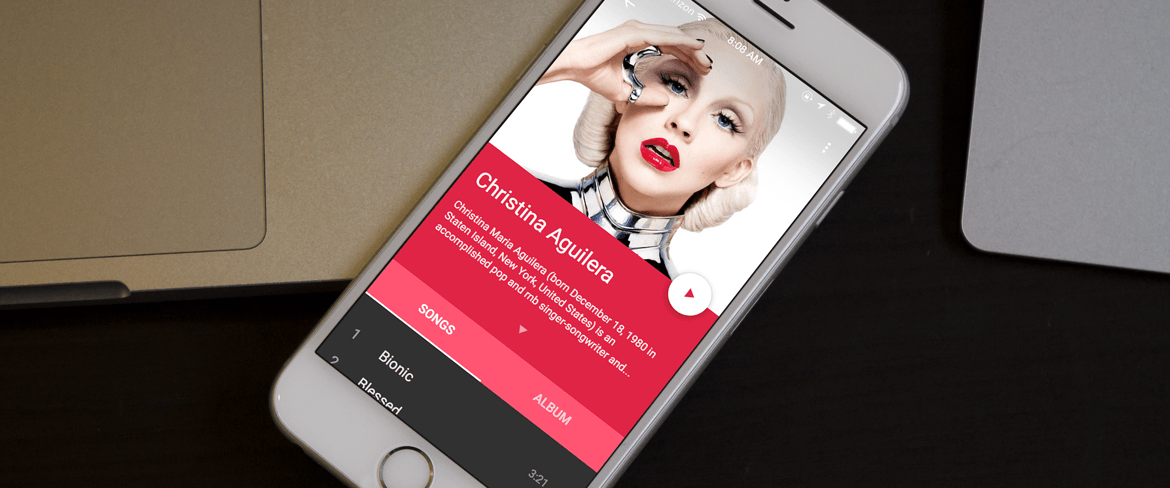 8:08 AM
Christina Aguilera
Christina Maria Aguilera (born December 18, 1980 in
Staten Island, New York, United States) is an
accomplished pop and rnb singer-songwriter and...
SONGS
ALBUM
1
Bionic
3:21
2
Blessed